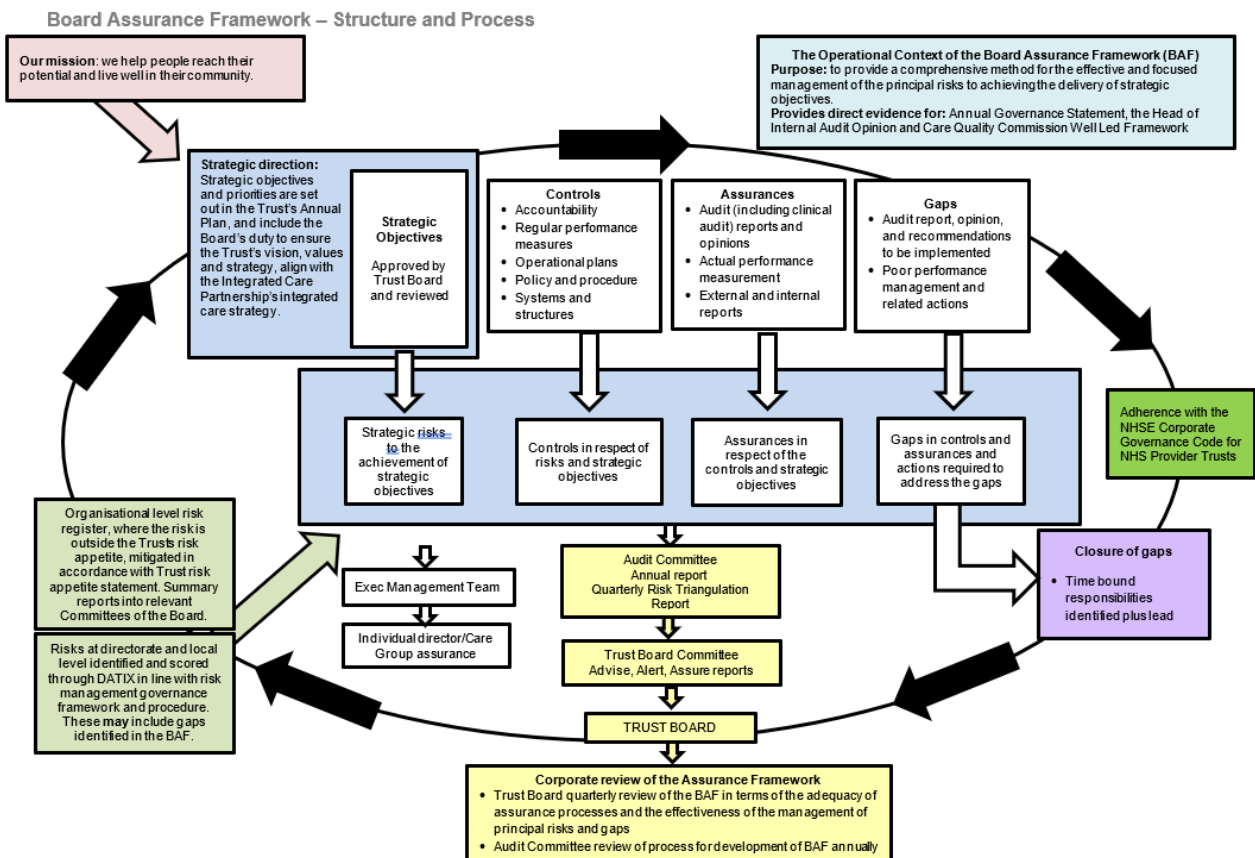 Board Assurance Framework – Structure and Process
Our mission: we help people reach their
potential and live well in their community.
The Operational Context of the Board Assurance Framework (BAF)
Purpose: to provide a comprehensive method for the effective and focused
management of the principal risks to achieving the delivery of strategic
objectives.
Provides direct evidence for: Annual Governance Statement, the Head of
Internal Audit Opinion and Care Quality Commission Well Led Framework
Strategic direction:
Strategic objectives
and priorities are set
out in the Trust's Annual
Plan, and include the
Board's duty to ensure
the Trust's vision, values
and strategy, align with
the Integrated Care
Partnership's integrated
care strategy.
Strategic
Objectives
Approved by
Trust Board
and reviewed
Controls
• Accountability
• Regular performance
measures
• Operational plans
• Policy and procedure
• Systems and
structures
Assurances
• Audit (including clinical
audit) reports and
opinions
• Actual performance
measurement
• External and internal
reports
Gaps
• Audit report, opinion,
and recommendations
to be implemented
• Poor performance
management and
related actions
Strategic risks
to the
achievement of
strategic
objectives
Controls in respect of
risks and strategic
objectives
Assurances in
respect of the
controls and strategic
objectives
Gaps in controls and
assurances and
actions required to
address the gaps
Adherence with the
NHSE Corporate
Governance Code for
NHS Provider Trusts
Organisational level risk
register, where the risk is
outside the Trusts risk
appetite, mitigated in
accordance with Trust risk
appetite statement. Summary
reports into relevant
Committees of the Board.
Risks at directorate and local
level identified and scored
through DATIX in line with risk
management governance
framework and procedure.
These may include gaps
identified in the BAF.
Exec Management Team
Individual director/Care
Group assurance
Audit Committee
Annual report
Quarterly Risk Triangulation
Report
Trust Board Committee
Advise, Alert, Assure reports
TRUST BOARD
Closure of gaps
• Time bound
responsibilities
identified plus lead
Corporate review of the Assurance Framework
• Trust Board quarterly review of the BAF in terms of the adequacy of
assurance processes and the effectiveness of the management of
principal risks and gaps
• Audit Committee review of process for development of BAF annually